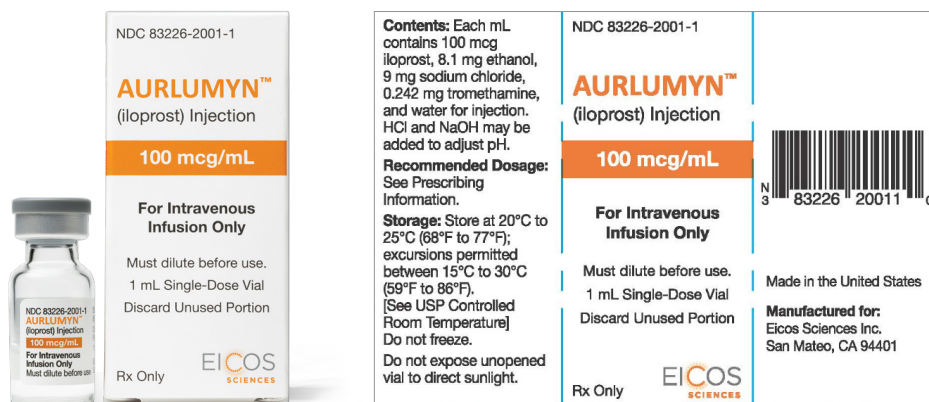 NDC 83226-2001-1
AURLUMYN™
(iloprost) Injection
100 mcg/mL
For Intravenous
Infusion Only
Must dilute before use.
1 mL Single-Dose Vial
Discard Unused Portion
Rx Only
EICOS
SCIENCES
NDC 83226-2001-1
AURLUMYN™
(iloprost) Injection
100 mcg/mL
For Intravenous
Infusion Only
Must dilute before use
Contents: Each mL
contains 100 mcg
iloprost, 8.1 mg ethanol,
9 mg sodium chloride,
0.242 mg tromethamine,
and water for injection.
HCl and NaOH may be
added to adjust pH.
Recommended Dosage:
See Prescribing
Information.
Storage: Store at 20°C to
25°C (68°F to 77°F);
excursions permitted
between 15°C to 30°C
(59°F to 86°F).
[See USP Controlled
Room Temperature]
Do not freeze.
Do not expose unopened
vial to direct sunlight.
NDC 83226-2001-1
AURLUMYN™
(iloprost) Injection
100 mcg/mL
For Intravenous
Infusion Only
Must dilute before use.
1 mL Single-Dose Vial
Discard Unused Portion
Rx Only
EICOS
SCIENCES
N
3 83226 20011
Made in the United States
Manufactured for:
Eicos Sciences Inc.
San Mateo, CA 94401